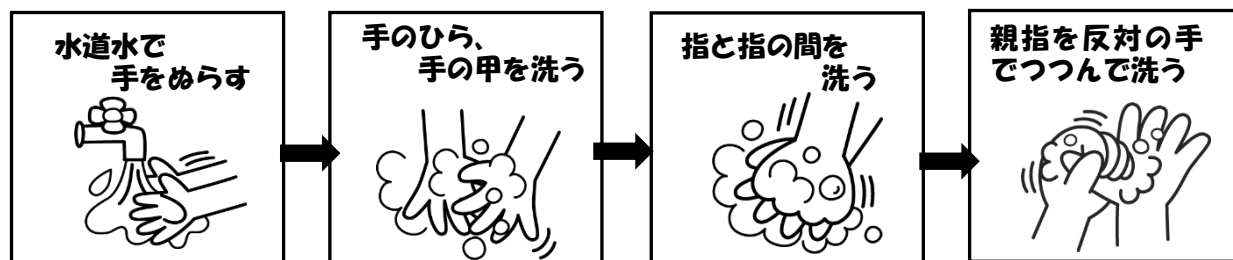 水道水で
手をぬらす
手のひら、
手の甲を洗う
指と指の間を
洗う
親指を反対の手
でつつんで洗う